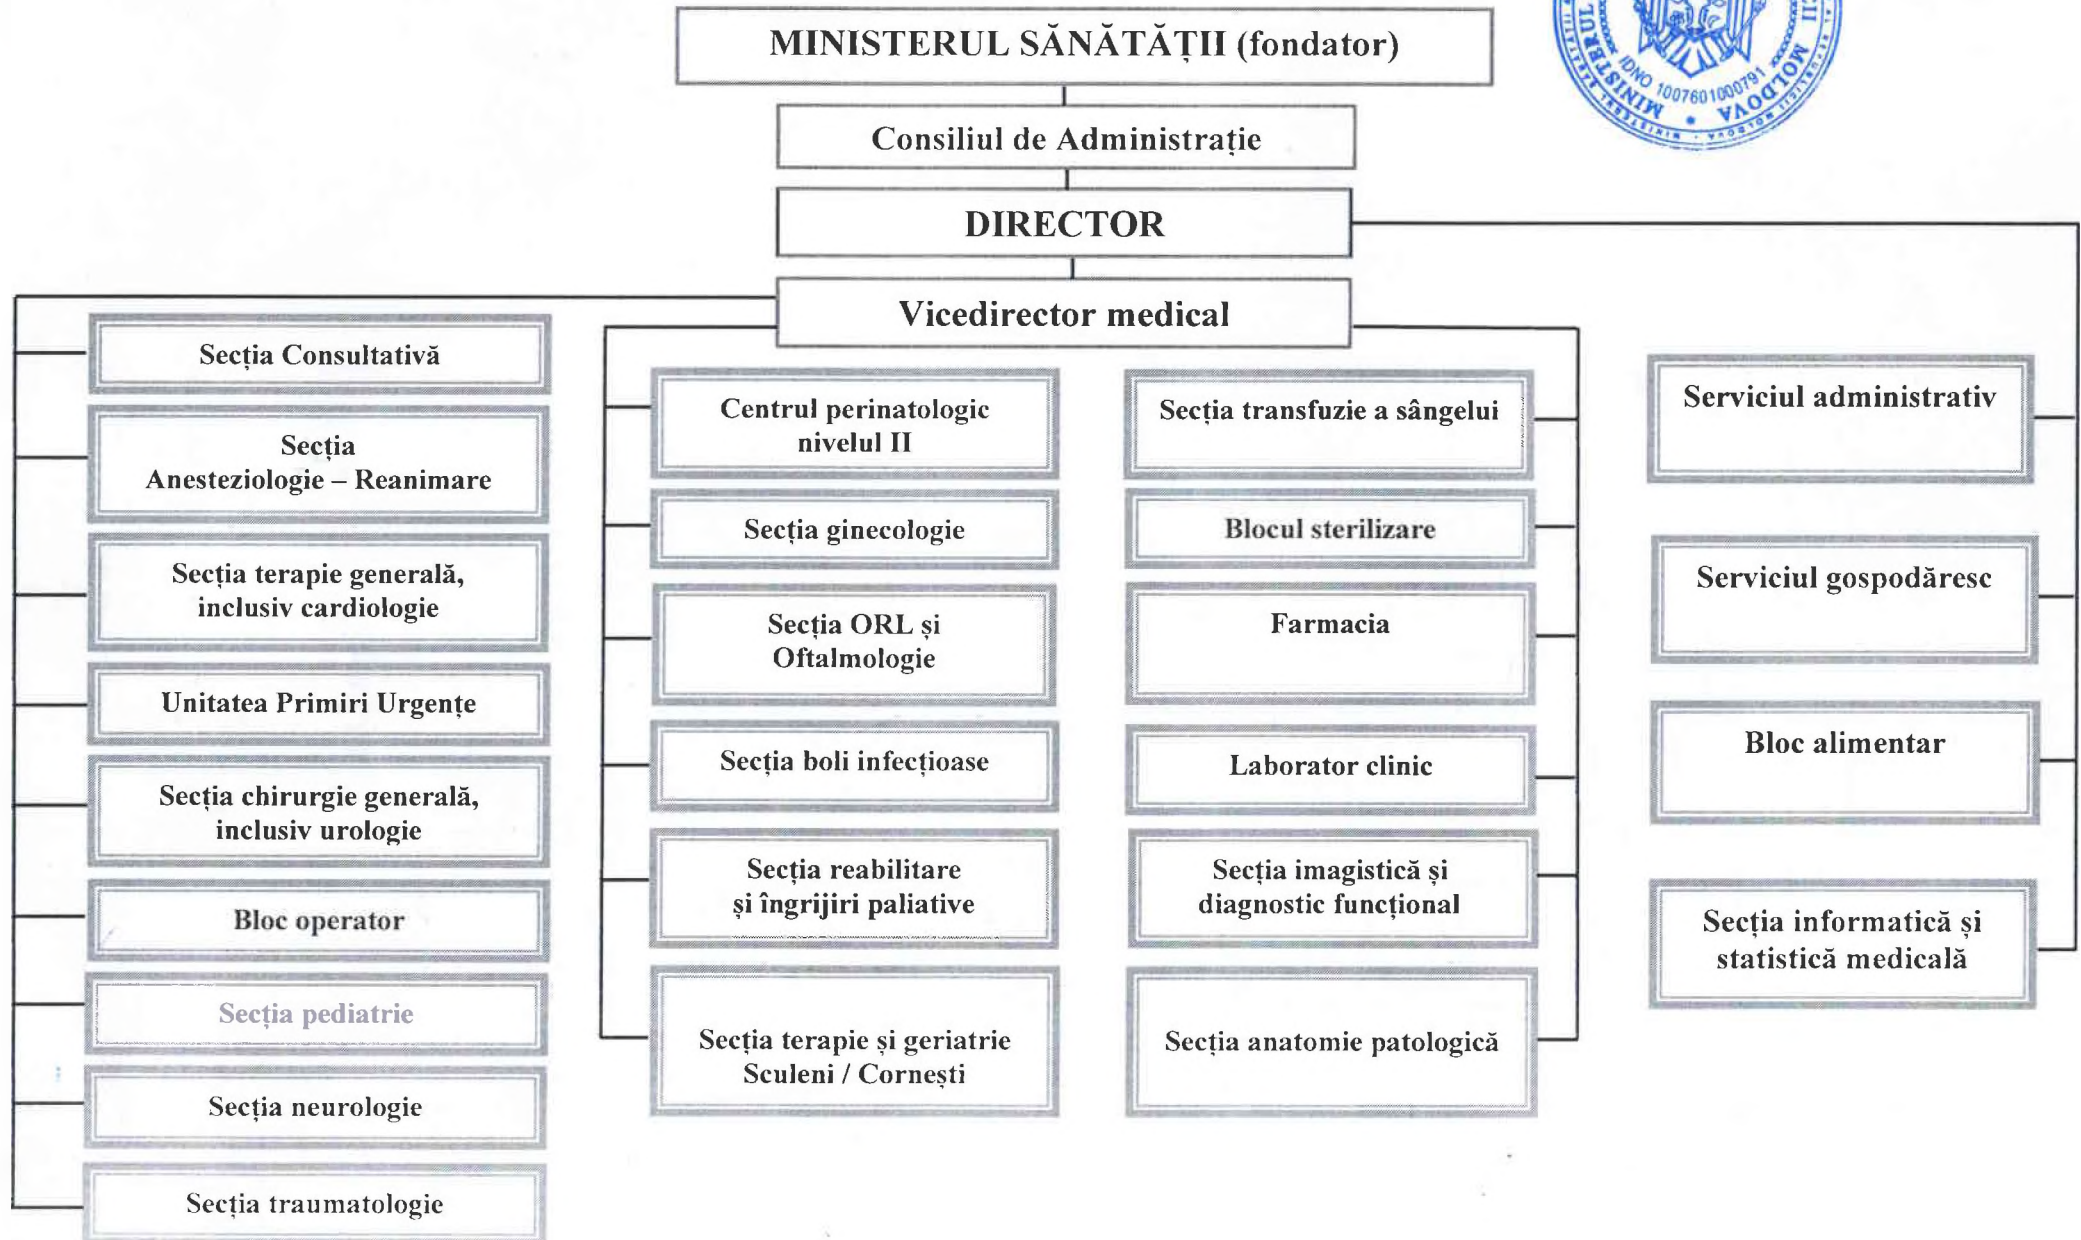 MINISTERUL SĂNĂTĂȚII (fondator)
IDNO 1007601000791
MOLDOVA
Consiliul de Administrație
DIRECTOR
Vicedirector medical
Secția Consultativă
Secția
Anesteziologie – Reanimare
Secția terapie generală,
inclusiv cardiologie
Unitatea Primiri Urgențe
Secția chirurgie generală,
inclusiv urologie
Bloc operator
Secția pediatrie
Secția neurologie
Secția traumatologie
Centrul perinatologic
nivelul II
Secția ginecologie
Secția ORL și
Oftalmologie
Secția boli infecțioase
Secția reabilitare
și îngrijiri paliative
Secția terapie și geriatrie
Sculeni / Cornești
Secția transfuzie a sângelui
Blocul sterilizare
Farmacia
Laborator clinic
Secția imagistică și
diagnostic funcțional
Secția anatomie patologică
Serviciul administrativ
Serviciul gospodăresc
Bloc alimentar
Secția informatică și
statistică medicală